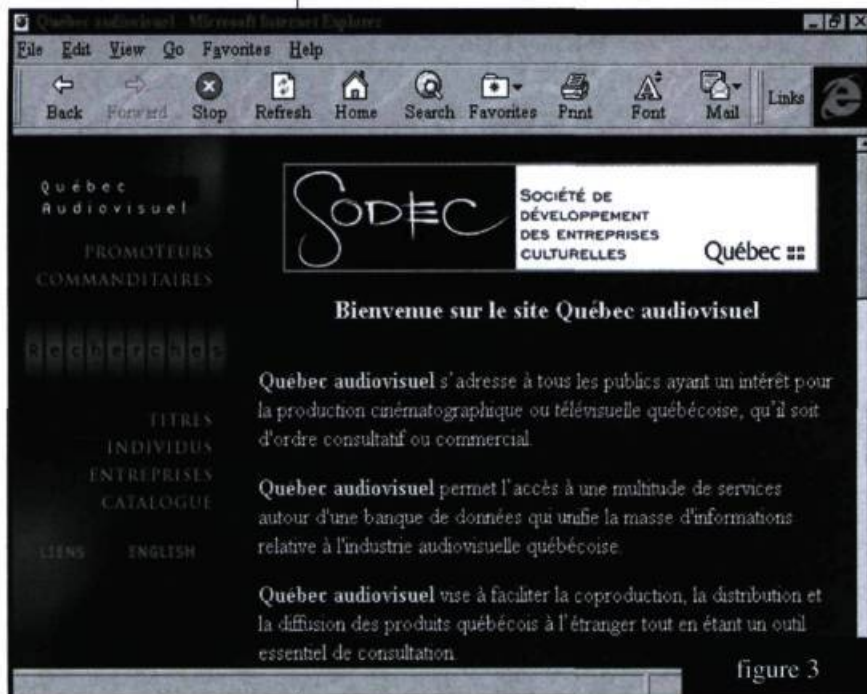 Québec audiovisuel - Microsoft Internet Explorer
File Edit View Go Favorites Help
Back Forward Stop Refresh Home Search Favorites Print Font Mail Links
Québec
Audiovisuel
PROMOTEURS
COMMANDITAIRES
Recherches
TITRES
INDIVIDUS
ENTREPRISES
CATALOGUE
LIENS ENGLISH
SODEC
SOCIÉTÉ DE
DÉVELOPPEMENT
DES ENTREPRISES
CULTURELLES
Québec
Bienvenue sur le site Québec audiovisuel
Québec audiovisuel s'adresse à tous les publics ayant un intérêt pour
la production cinématographique ou télévisuelle québécoise, qu'il soit
d'ordre consultatif ou commercial.
Québec audiovisuel permet l'accès à une multitude de services
autour d'une banque de données qui unifie la masse d'informations
relative à l'industrie audiovisuelle québécoise.
Québec audiovisuel vise à faciliter la coproduction, la distribution et
la diffusion des produits québécois à l'étranger tout en étant un outil
essentiel de consultation.
figure 3